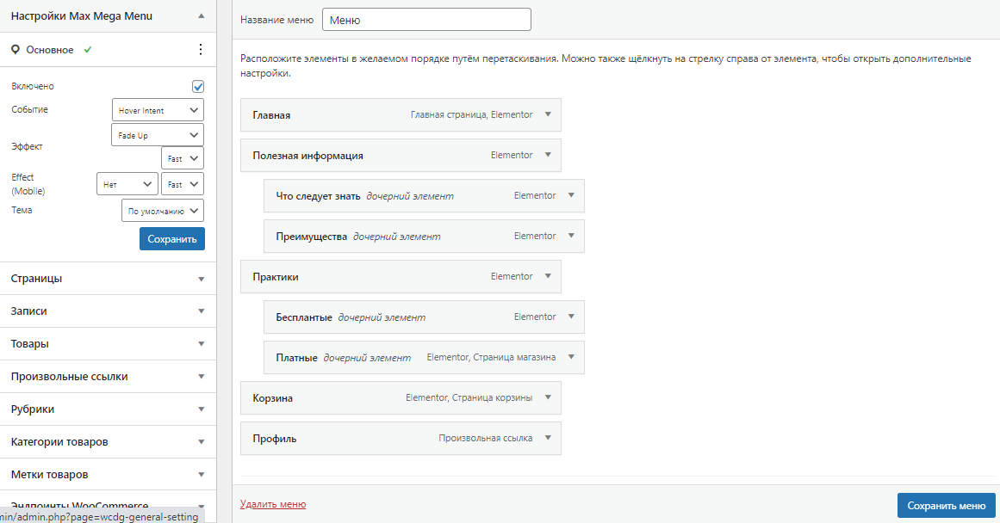 Настройки Max Mega Menu
Основное
Включено
Событие
Hover Intent
Эффект
Fade Up
Fast
Effect
(Mobile)
Нет
Fast
Тема
По умолчанию
Сохранить
Страницы
Записи
Товары
Произвольные ссылки
Рубрики
Категории товаров
Метки товаров
Эндпоинты WooCommerce
min/admin.php?page=wcdg-general-setting
Название меню Меню
Расположите элементы в желаемом порядке путём перетаскивания. Можно также щёлкнуть на стрелку справа от элемента, чтобы открыть дополнительные
настройки.
Главная Главная страница, Elementor
Полезная информация Elementor
Что следует знать дочерний элемент Elementor
Преимущества дочерний элемент Elementor
Практики Elementor
Бесплантые дочерний элемент Elementor
Платные дочерний элемент Elementor, Страница магазина
Корзина Elementor, Страница корзины
Профиль Произвольная ссылка
Удалить меню
Сохранить меню